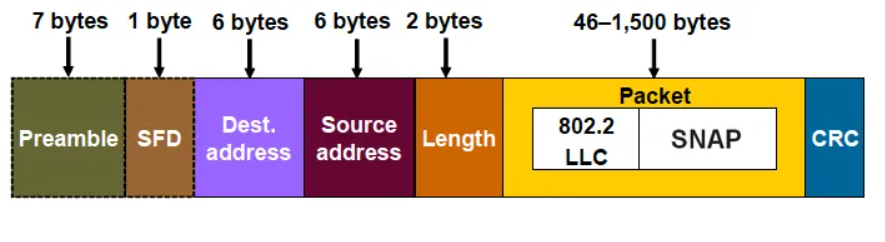 7 bytes 1 byte 6 bytes 6 bytes 2 bytes 46–1,500 bytes
Preamble
SFD
Dest.
address
Source
address
Length
Packet
802.2
LLC
SNAP
CRC